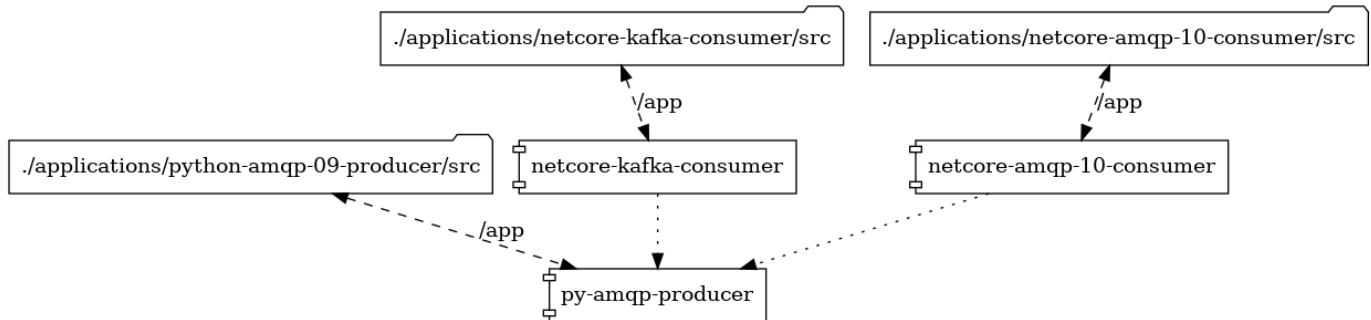 ./applications/netcore-kafka-consumer/src
./applications/netcore-amqp-10-consumer/src
/app
/app
./applications/python-amqp-09-producer/src
netcore-kafka-consumer
netcore-amqp-10-consumer
/app
py-amqp-producer